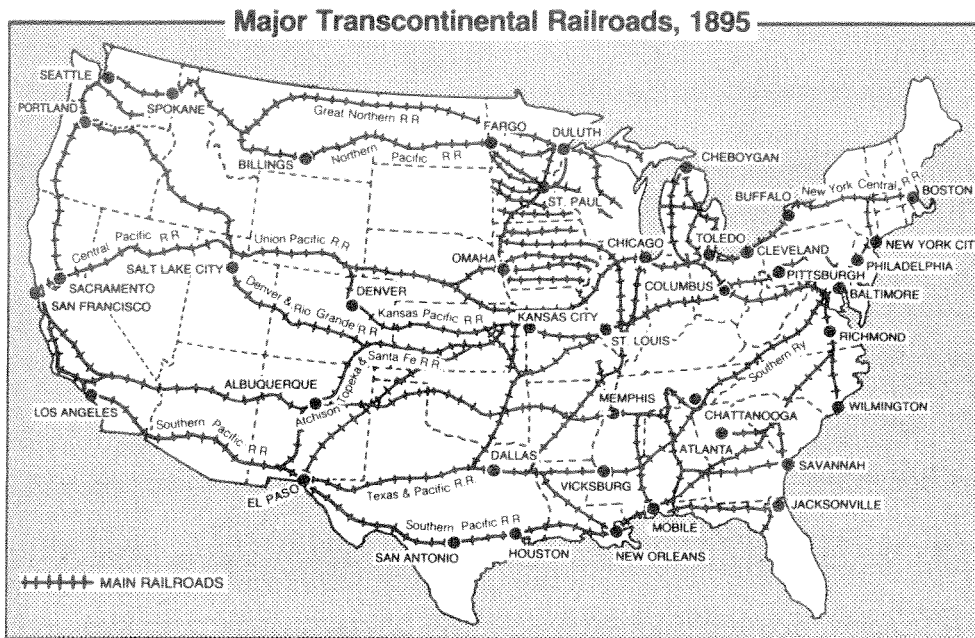 Major Transcontinental Railroads, 1895
SEATTLE
PORTLAND
SPOKANE
Great Northern R R
FARGO
DULUTH
BILLINGS
Northern Pacific R R
CHEBOYGAN
ST. PAUL
BUFFALO
New York Central R R
BOSTON
Central Pacific R R
Union Pacific R R
OMAHA
CHICAGO
TOLEDO
CLEVELAND
NEW YORK CIT
SALT LAKE CITY
PITTSBURGH
PHILADELPHIA
SACRAMENTO
SAN FRANCISCO
DENVER
COLUMBUS
BALTIMORE
Denver & Rio Grande R R
Kansas Pacific R R
KANSAS CITY
ST. LOUIS
RICHMOND
Atchison Topeka & Santa Fe R R
Southern Ry
ALBUQUERQUE
MEMPHIS
LOS ANGELES
CHATTANOOGA
WILMINGTON
Southern Pacific R R
ATLANTA
DALLAS
SAVANNAH
EL PASO
Texas & Pacific R.R.
VICKSBURG
JACKSONVILLE
Southern Pacific R R
MOBILE
SAN ANTONIO
HOUSTON
NEW ORLEANS
MAIN RAILROADS